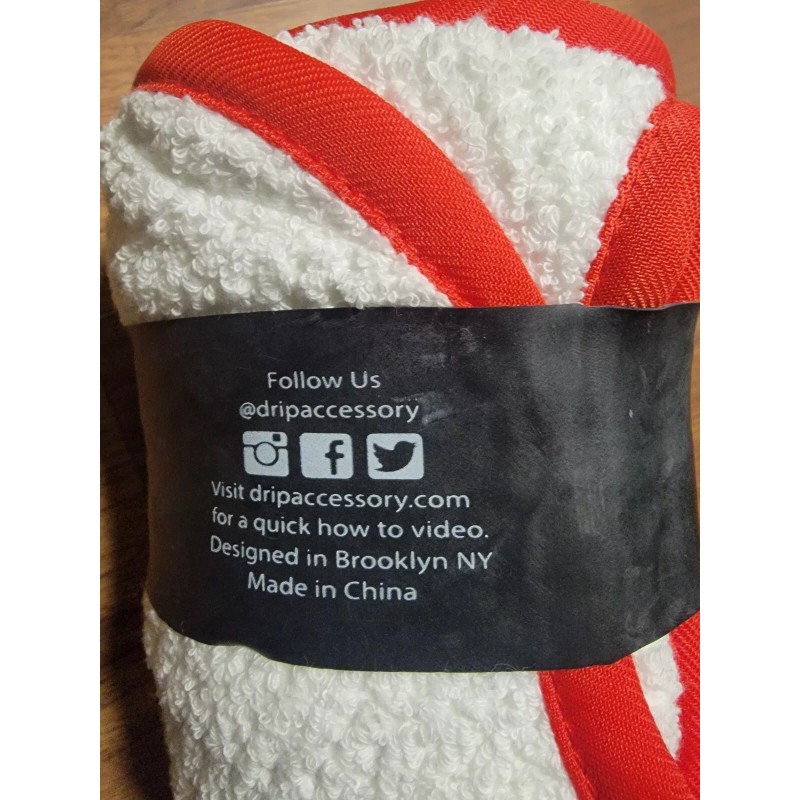 Follow Us
@dripaccessory
Visit dripaccessory.com
for a quick how to video.
Designed in Brooklyn NY
Made in China